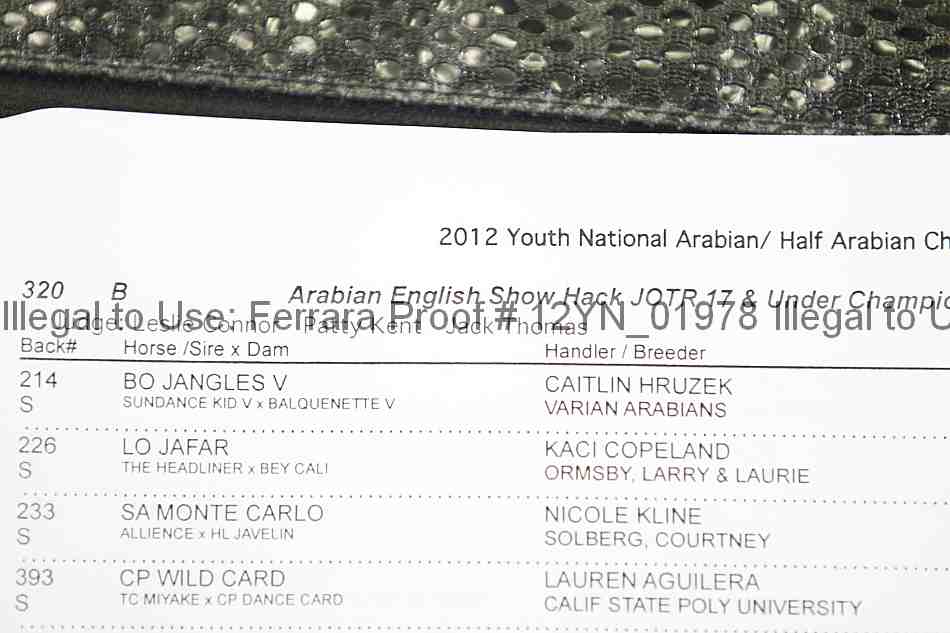 2012 Youth National Arabian/ Half Arabian Ch
320 B Arabian English Show Hack JOTR 17 & Under Champio
Illegal to Use: Ferrara Proof # 12YN_01978 Illegal to U
Judge: Leslie Connor Patty Kent Jack Thomas
Back# Horse /Sire x Dam Handler / Breeder
214 BO JANGLES V CAITLIN HRUZEK
S SUNDANCE KID V x BALQUENETTE V VARIAN ARABIANS
226 LO JAFAR KACI COPELAND
S THE HEADLINER x BEY CALI ORMSBY, LARRY & LAURIE
233 SA MONTE CARLO NICOLE KLINE
S ALLIENCE x HL JAVELIN SOLBERG, COURTNEY
393 CP WILD CARD LAUREN AGUILERA
S TC MIYAKE x CP DANCE CARD CALIF STATE POLY UNIVERSITY